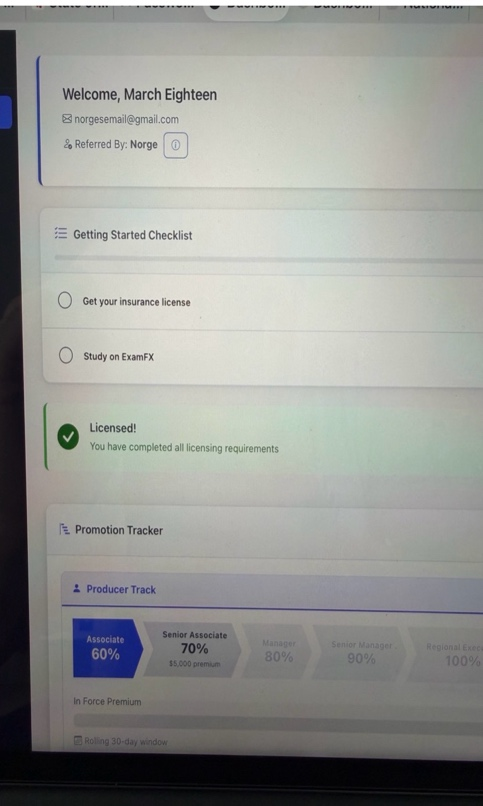 Welcome, March Eighteen
norgesemail@gmail.com
Referred By: Norge
Getting Started Checklist
Get your insurance license
Study on ExamFX
Licensed!
You have completed all licensing requirements
Promotion Tracker
Producer Track
Associate
60%
Senior Associate
70%
$5,000 premium
Manager
80%
Senior Manager
90%
Regional
100%
In Force Premium
Rolling 30-day window